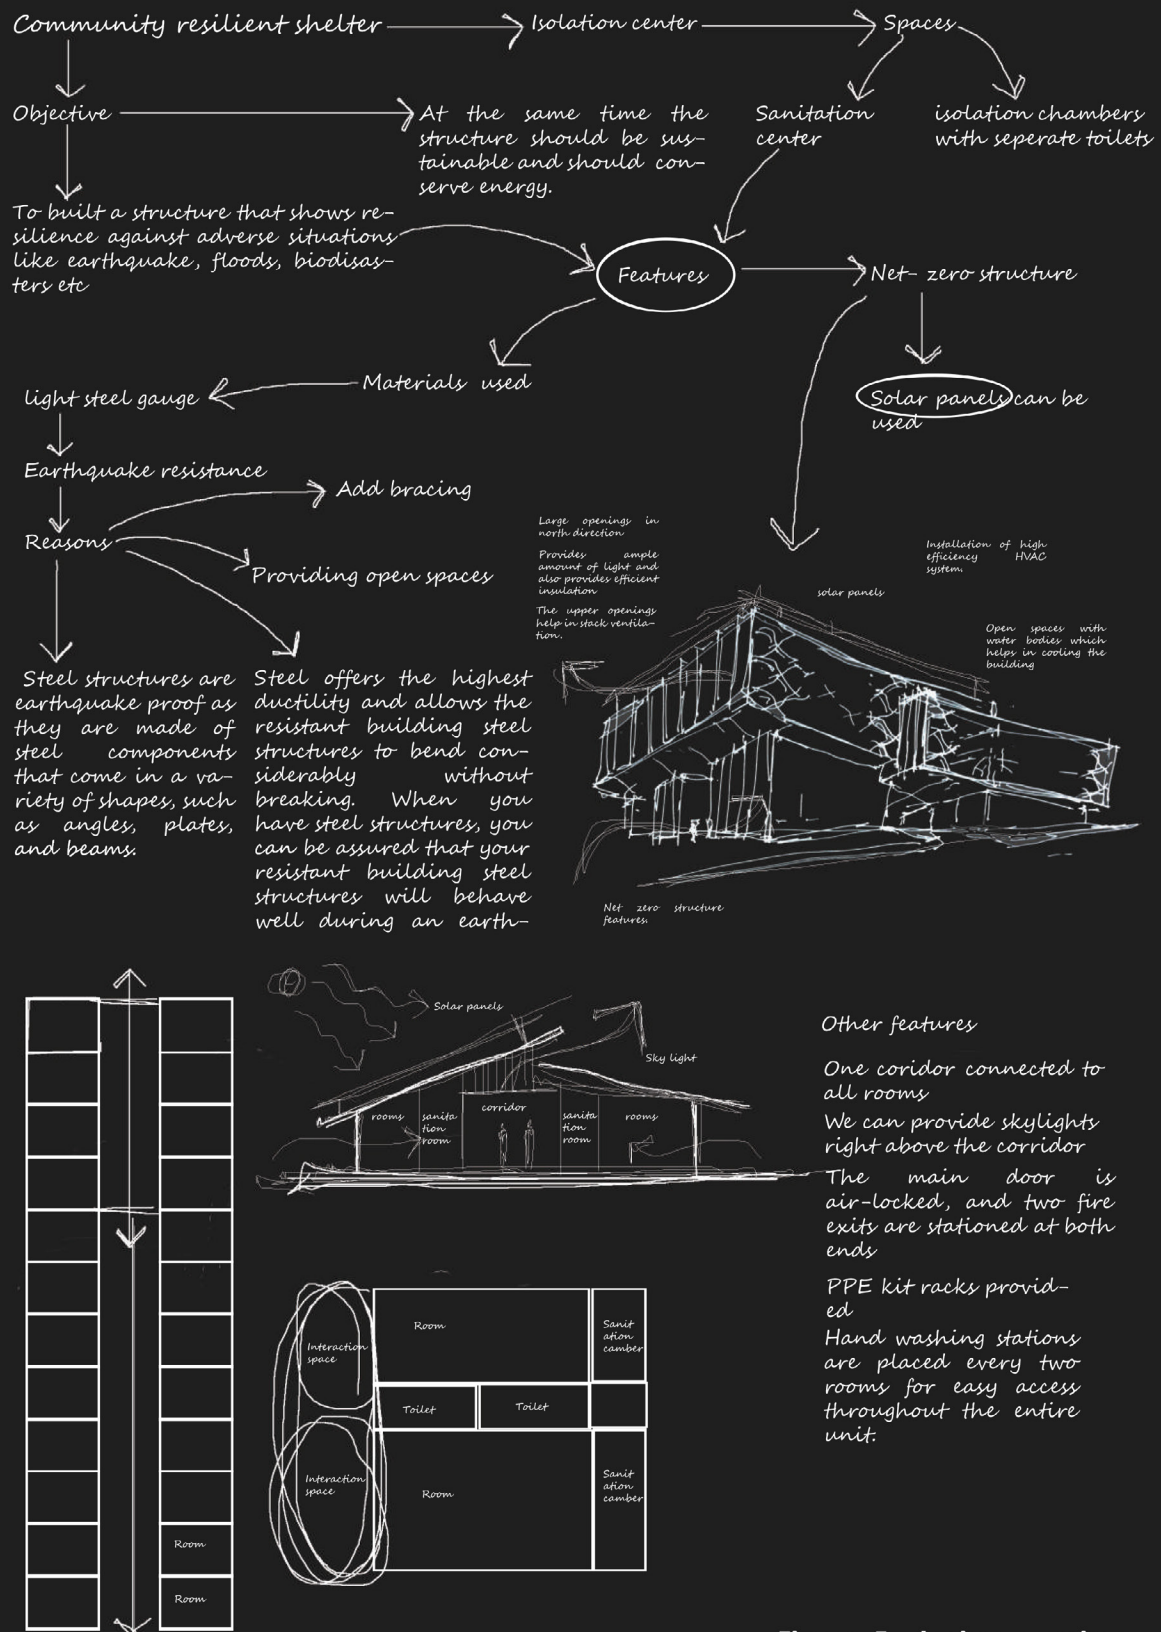 Community resilient shelter
Isolation center
Spaces
Objective
At the same time the
structure should be sus-
tainable and should con-
serve energy.
Sanitation
center
isolation chambers
with seperate toilets
To built a structure that shows re-
silience against adverse situations
like earthquake, floods, biodisas-
ters etc
Features
Net- zero structure
Materials used
light steel gauge
Solar panels can be
used
Earthquake resistance
Add bracing
Reasons
Providing open spaces
Steel structures are
earthquake proof as
they are made of
steel components
that come in a va-
riety of shapes, such
as angles, plates,
and beams.
Steel offers the highest
ductility and allows the
resistant building steel
structures to bend con-
siderably without
breaking. When you
have steel structures, you
can be assured that your
resistant building steel
structures will behave
well during an earth-
Large openings in
north direction
Provides ample
amount of light and
also provides efficient
insulation
The upper openings
help in stack ventila-
tion.
solar panels
Installation of high
efficiency HVAC
system.
Open spaces with
water bodies which
helps in cooling the
building
Net zero structure
features.
Solar panels
Sky light
rooms
sanita
tion
room
corridor
sanita
tion
room
rooms
Other features
One coridor connected to
all rooms
We can provide skylights
right above the corridor
The main door is
air-locked, and two fire
exits are stationed at both
ends
PPE kit racks provid-
ed
Hand washing stations
are placed every two
rooms for easy access
throughout the entire
unit.
Interaction
space
Room
Sanit
ation
camber
Toilet
Toilet
Interaction
space
Room
Sanit
ation
camber
Room
Room